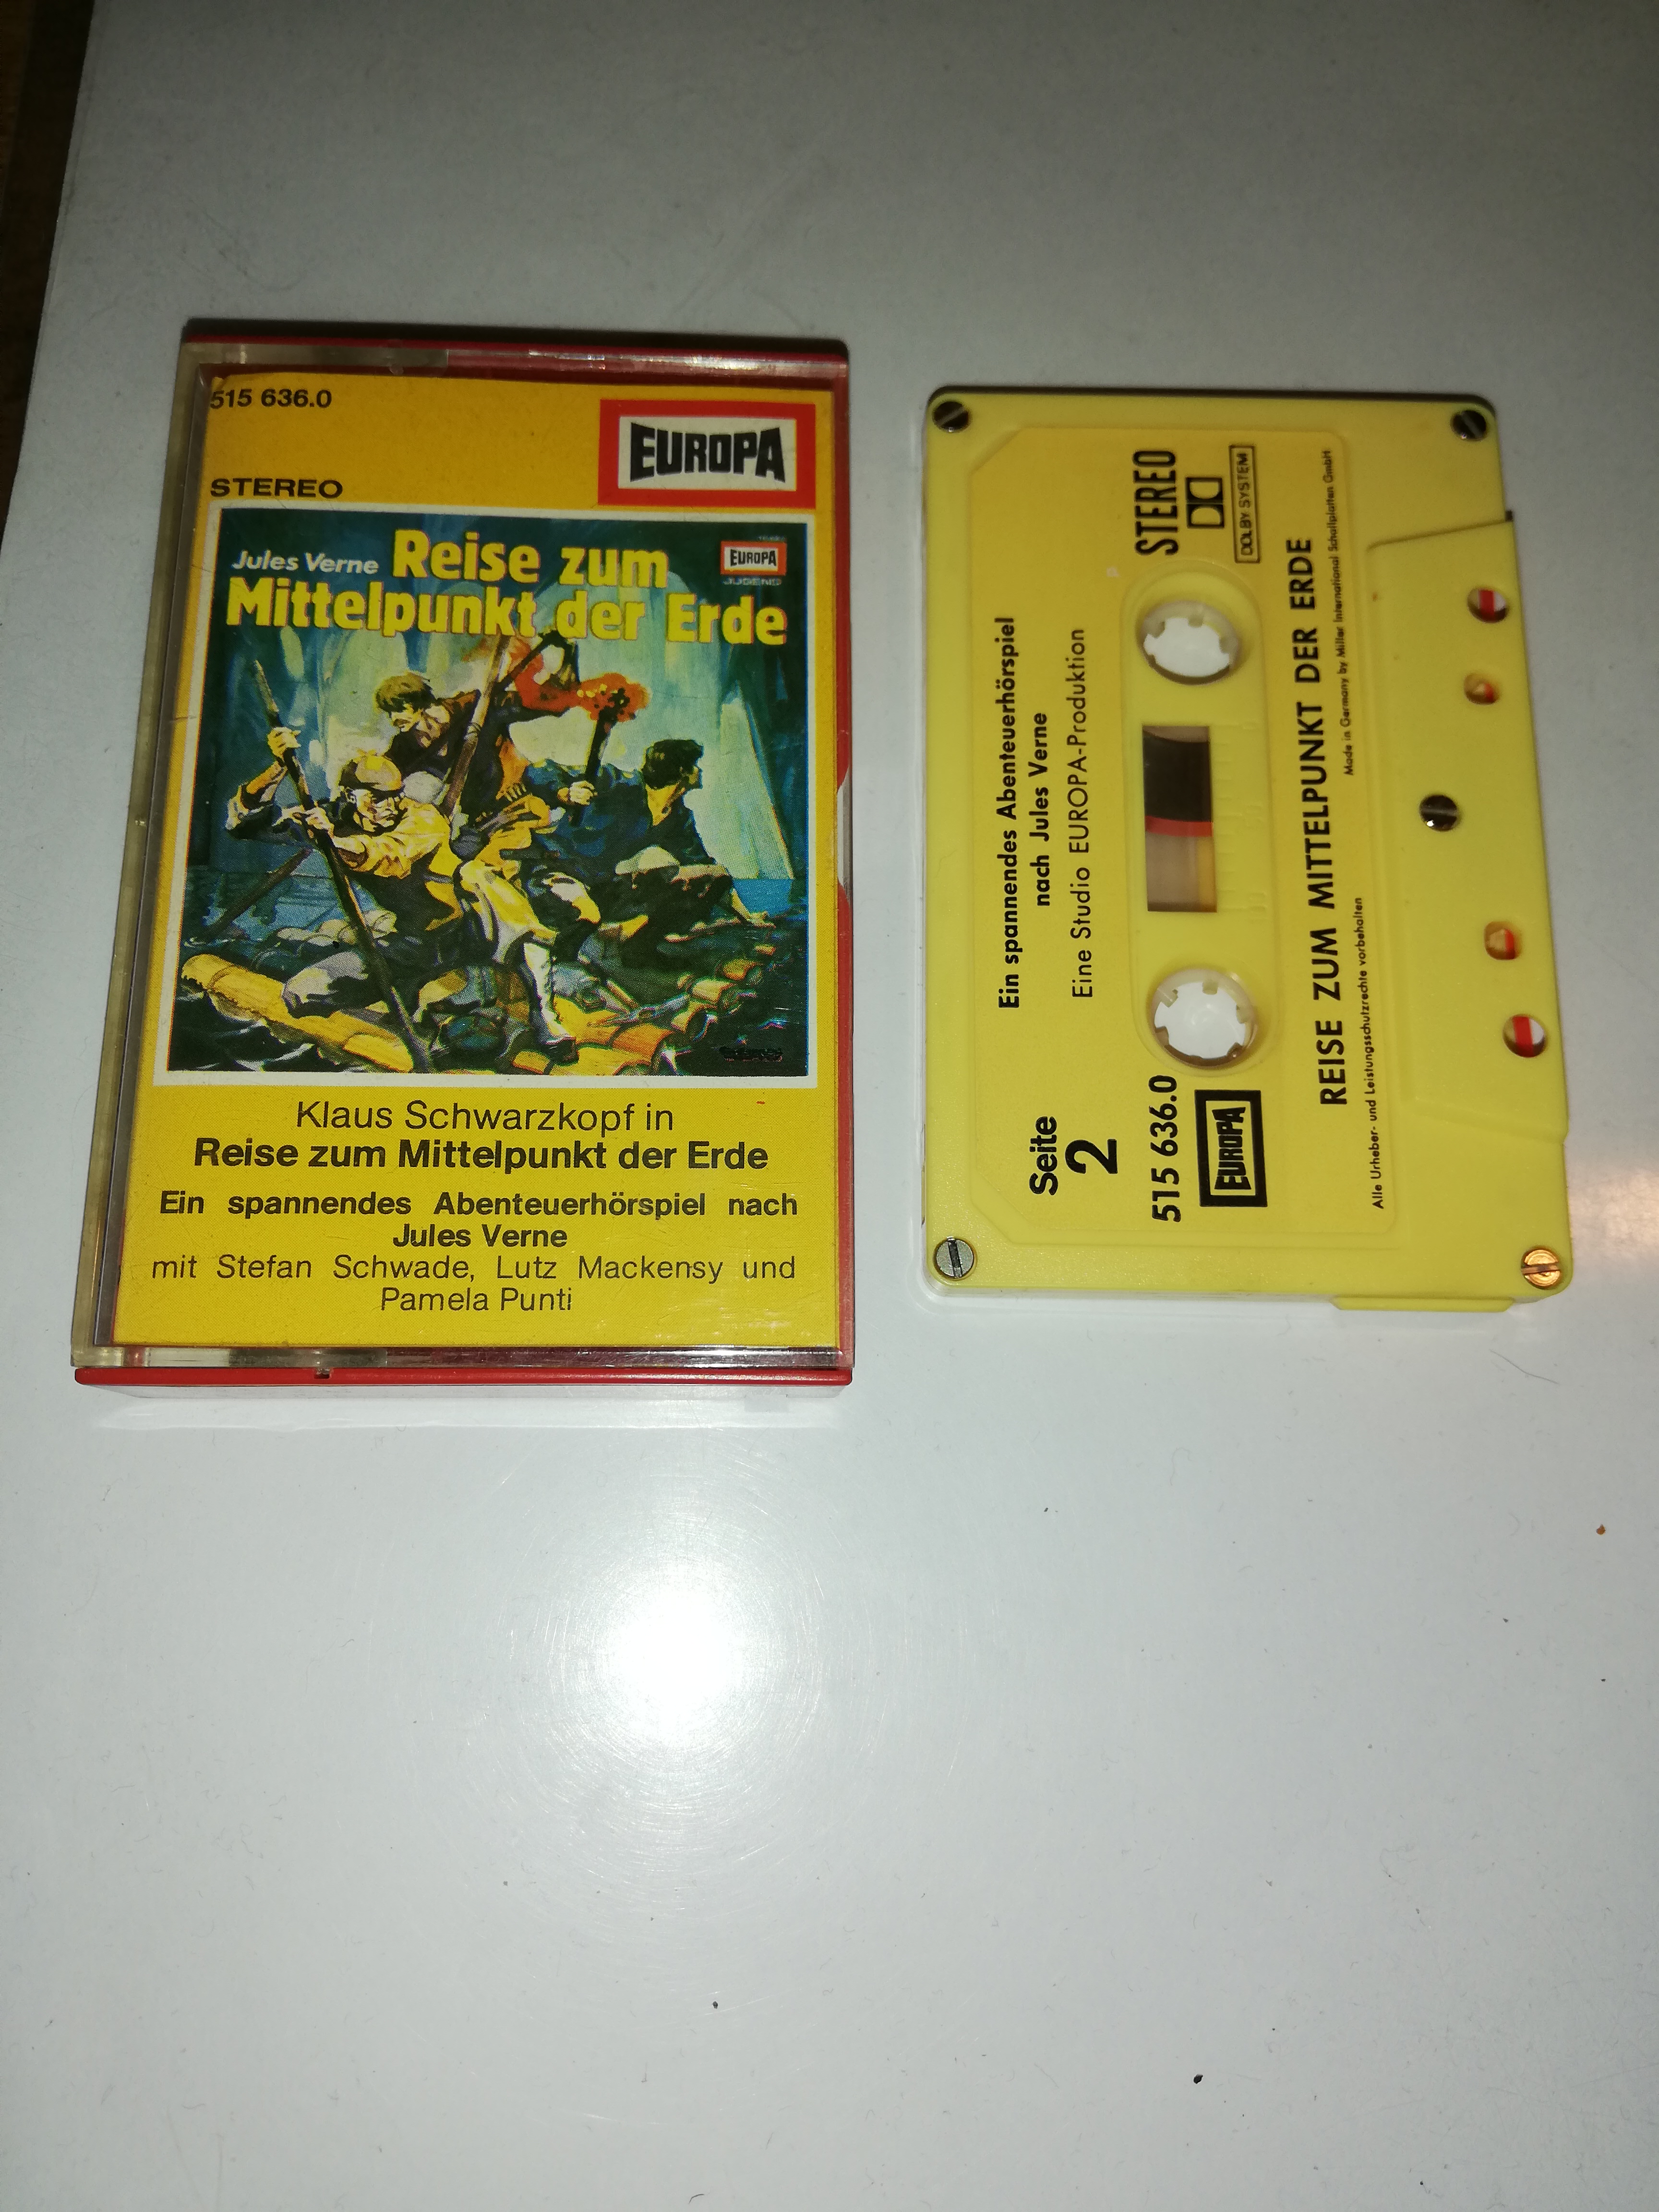 515 636.0
EUROPA
STEREO
Jules Verne Reise zum
Mittelpunkt der Erde
EUROPA
JUGEND
Klaus Schwarzkopf in
Reise zum Mittelpunkt der Erde
Ein spannendes Abenteuerhörspiel nach
Jules Verne
mit Stefan Schwade, Lutz Mackensy und
Pamela Punti
Ein spannendes Abenteuerhörspiel
nach Jules Verne
Eine Studio EUROPA-Produktion
Seite
2
STEREO
DOLBY SYSTEM
515 636.0
EUROPA
REISE ZUM MITTELPUNKT DER ERDE
Made in Germany by Miller International Schallplatten GmbH
Alle Urheber- und Leistungsschutzrechte vorbehalten